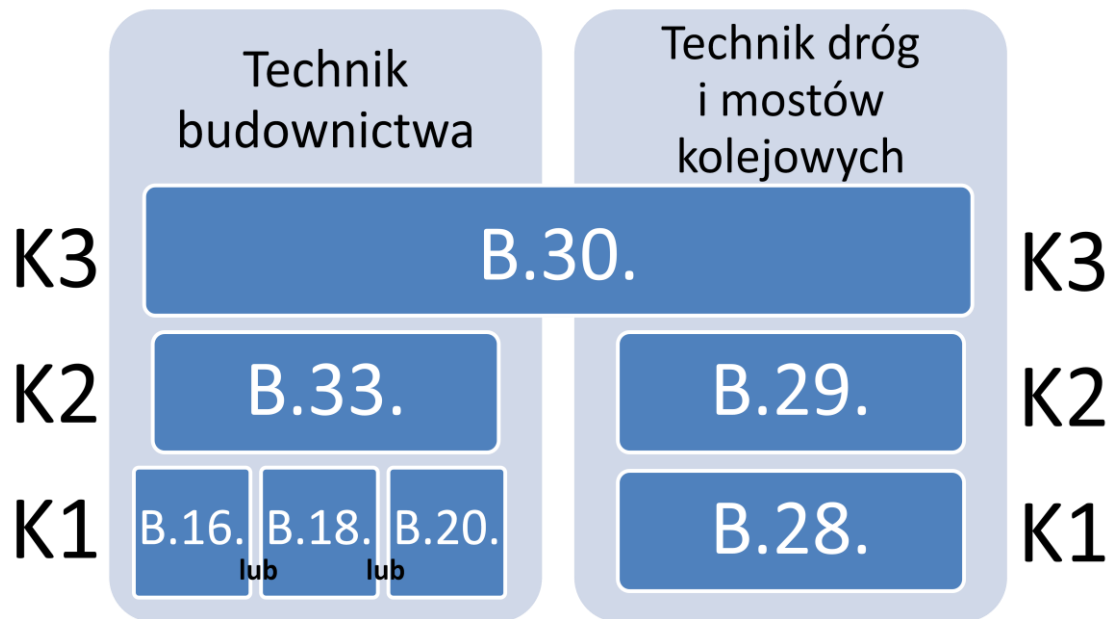 Technik
budownictwa
Technik dróg
i mostów
kolejowych
K3
B.30.
K3
K2
B.33.
B.29.
K2
K1
B.16.
lub
B.18.
lub
B.20.
B.28.
K1